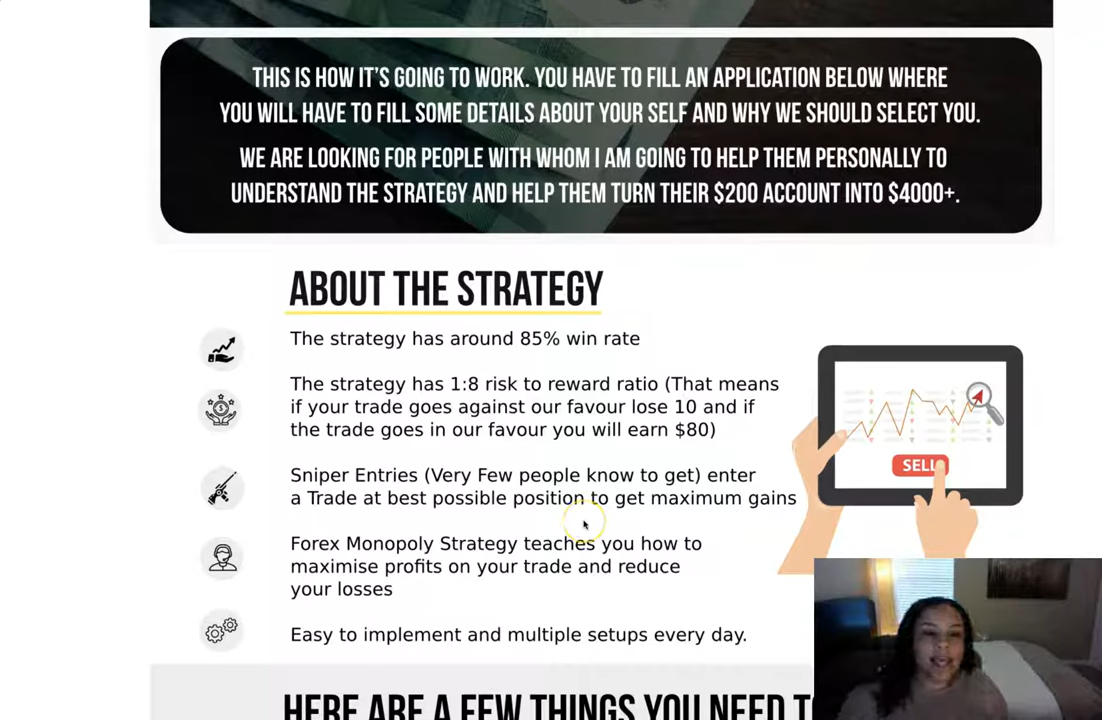 THIS IS HOW IT'S GOING TO WORK. YOU HAVE TO FILL AN APPLICATION BELOW WHERE
YOU WILL HAVE TO FILL SOME DETAILS ABOUT YOUR SELF AND WHY WE SHOULD SELECT YOU.
WE ARE LOOKING FOR PEOPLE WITH WHOM I AM GOING TO HELP THEM PERSONALLY TO
UNDERSTAND THE STRATEGY AND HELP THEM TURN THEIR $200 ACCOUNT INTO $4000+.
ABOUT THE STRATEGY
The strategy has around 85% win rate
The strategy has 1:8 risk to reward ratio (That means
if your trade goes against our favour lose 10 and if
the trade goes in our favour you will earn $80)
Sniper Entries (Very Few people know to get) enter
a Trade at best possible position to get maximum gains
SELL
Forex Monopoly Strategy teaches you how to
maximise profits on your trade and reduce
your losses
Easy to implement and multiple setups every day.
HERE ARE A FEW THINGS YOU NEED